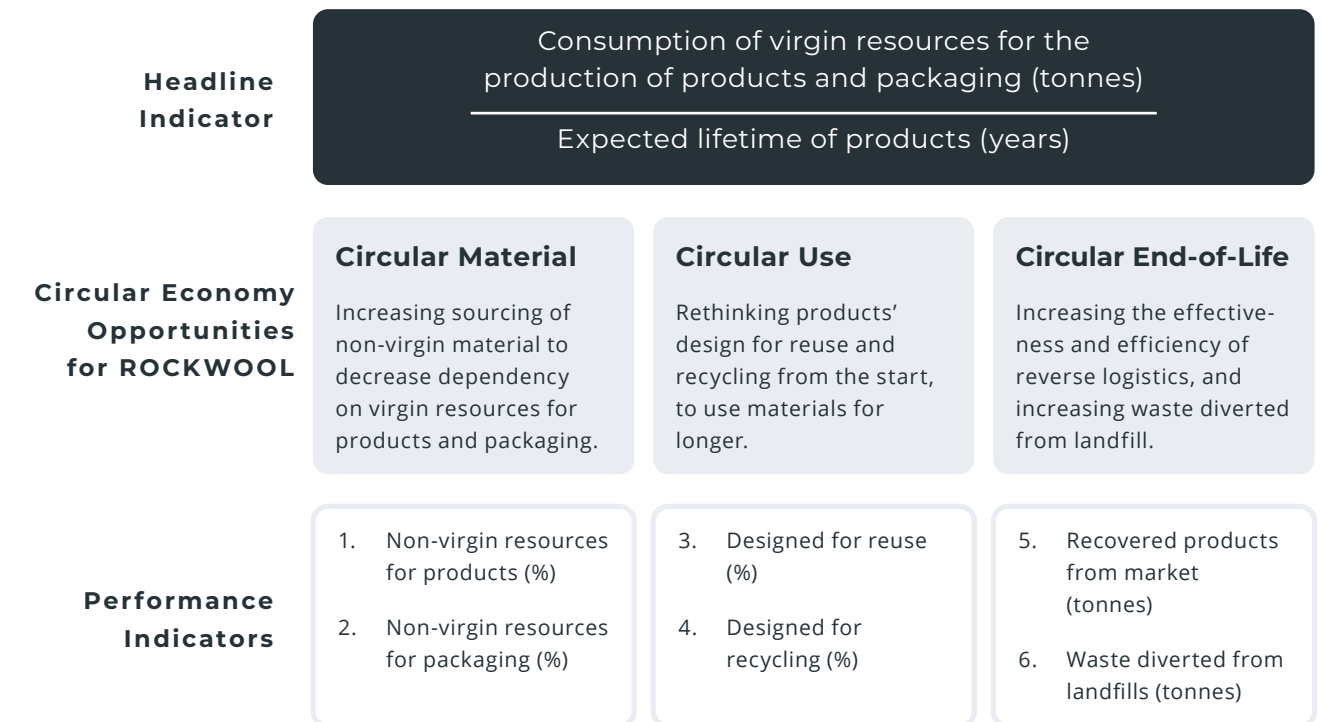 Headline
Indicator
Consumption of virgin resources for the
production of products and packaging (tonnes)
Expected lifetime of products (years)
Circular Economy
Opportunities
for ROCKWOOL
Circular Material
Increasing sourcing of
non-virgin material to
decrease dependency
on virgin resources for
products and packaging.
Circular Use
Rethinking products’
design for reuse and
recycling from the start,
to use materials for
longer.
Circular End-of-Life
Increasing the effective-
ness and efficiency of
reverse logistics, and
increasing waste diverted
from landfill.
Performance
Indicators
1. Non-virgin resources
for products (%)
2. Non-virgin resources
for packaging (%)
3. Designed for reuse
(%)
4. Designed for
recycling (%)
5. Recovered products
from market
(tonnes)
6. Waste diverted from
landfills (tonnes)